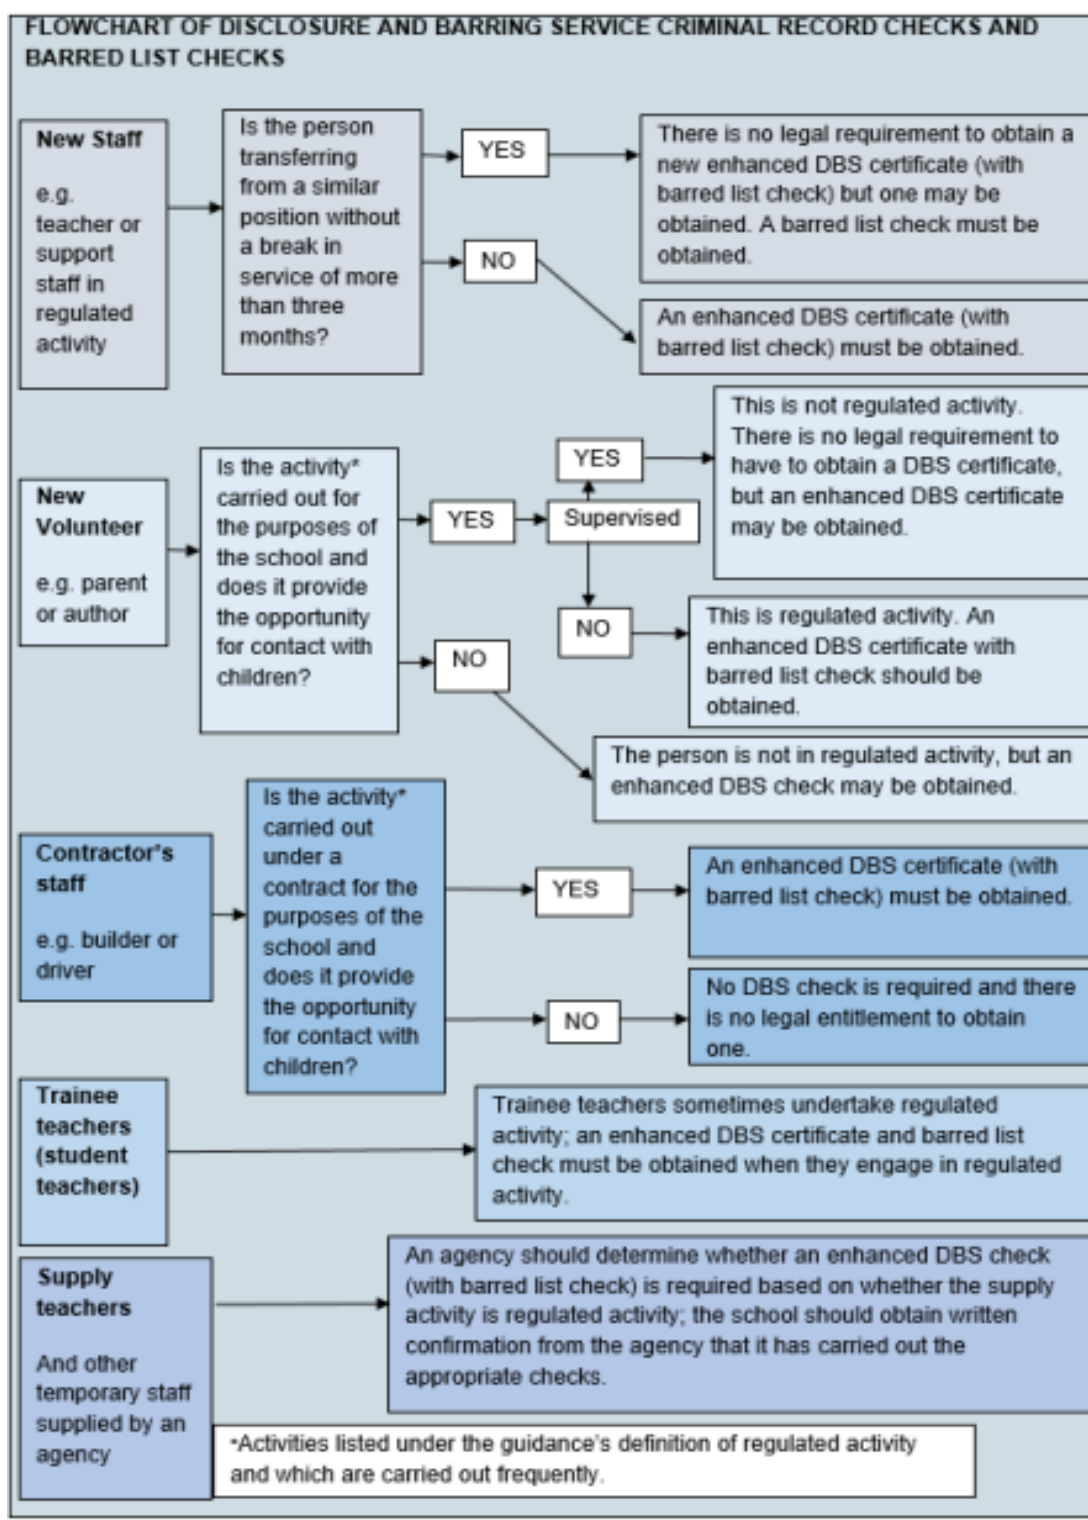 FLOWCHART OF DISCLOSURE AND BARRING SERVICE CRIMINAL RECORD CHECKS AND
BARRED LIST CHECKS
New Staff
e.g.
teacher or
support
staff in
regulated
activity
Is the person
transferring
from a similar
position without
a break in
service of more
than three
months?
YES
There is no legal requirement to obtain a
new enhanced DBS certificate (with
barred list check) but one may be
obtained. A barred list check must be
obtained.
NO
An enhanced DBS certificate (with
barred list check) must be obtained.
New
Volunteer
e.g. parent
or author
Is the activity*
carried out for
the purposes of
the school and
does it provide
the opportunity
for contact with
children?
YES
Supervised
YES
This is not regulated activity.
There is no legal requirement to
have to obtain a DBS certificate,
but an enhanced DBS certificate
may be obtained.
NO
This is regulated activity. An
enhanced DBS certificate with
barred list check should be
obtained.
NO
The person is not in regulated activity, but an
enhanced DBS check may be obtained.
Contractor's
staff
e.g. builder or
driver
Is the activity*
carried out
under a
contract for the
purposes of the
school and
does it provide
the opportunity
for contact with
children?
YES
An enhanced DBS certificate (with
barred list check) must be obtained.
NO
No DBS check is required and there
is no legal entitlement to obtain
one.
Trainee
teachers
(student
teachers)
Trainee teachers sometimes undertake regulated
activity; an enhanced DBS certificate and barred list
check must be obtained when they engage in regulated
activity.
Supply
teachers
And other
temporary staff
supplied by an
agency
An agency should determine whether an enhanced DBS check
(with barred list check) is required based on whether the supply
activity is regulated activity; the school should obtain written
confirmation from the agency that it has carried out the
appropriate checks.
*Activities listed under the guidance's definition of regulated activity
and which are carried out frequently.